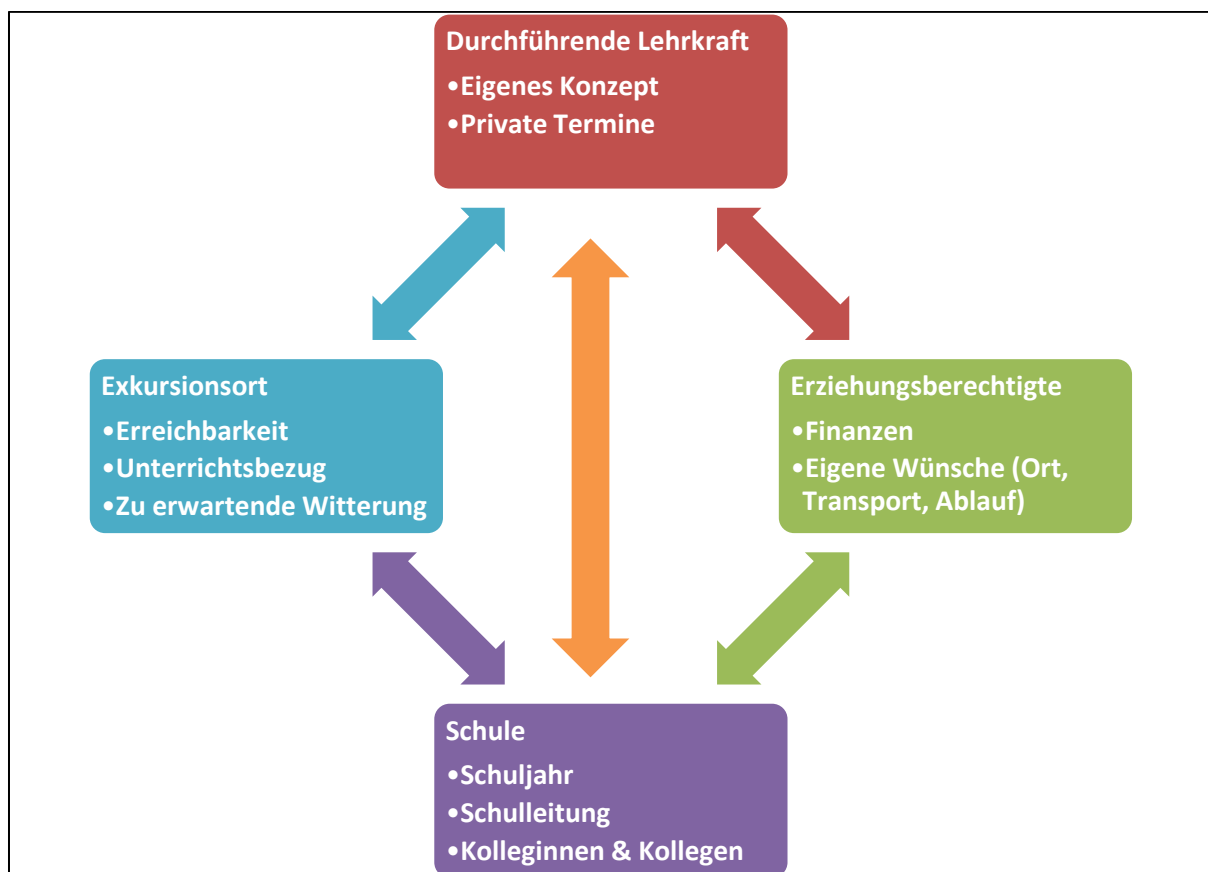 Durchführende Lehrkraft
•Eigenes Konzept
•Private Termine
Exkursionsort
•Erreichbarkeit
•Unterrichtsbezug
•Zu erwartende Witterung
Erziehungsberechtigte
•Finanzen
•Eigene Wünsche (Ort,
Transport, Ablauf)
Schule
•Schuljahr
•Schulleitung
•Kolleginnen & Kollegen